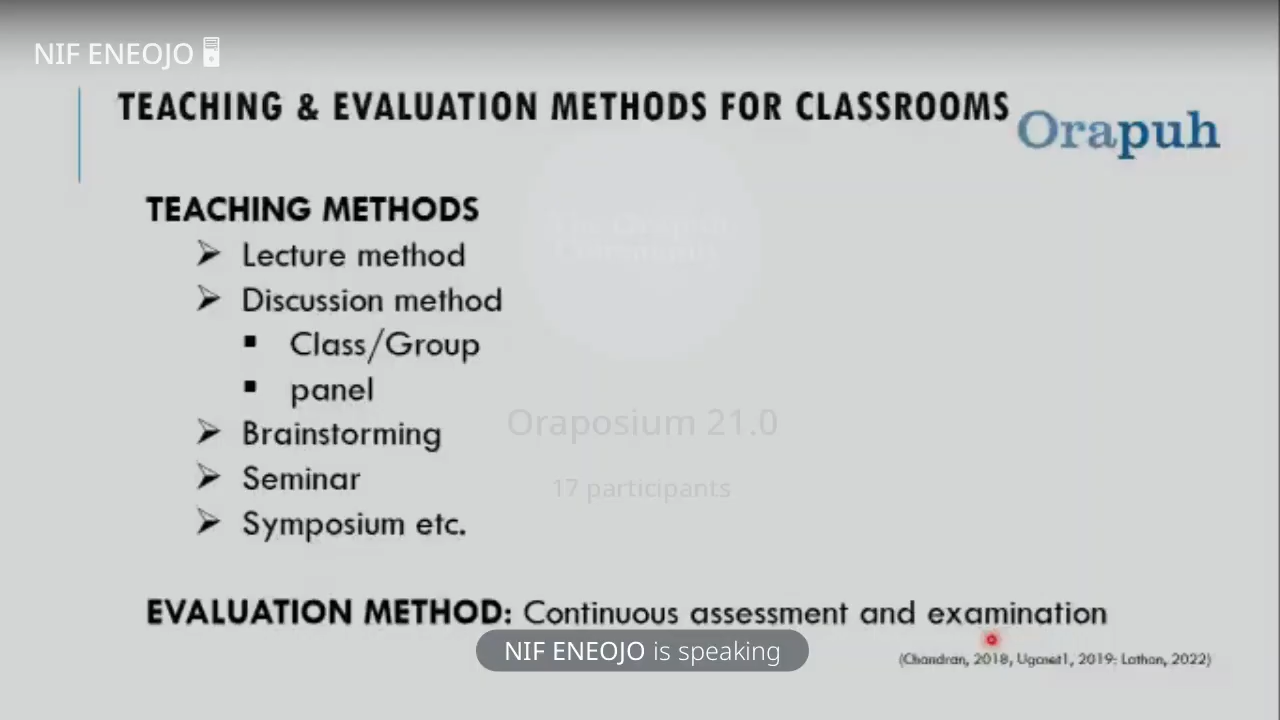 NIF ENEOJO
TEACHING & EVALUATION METHODS FOR CLASSROOMS
Orapuh
TEACHING METHODS
Lecture method
Discussion method
Class/Group
panel
Brainstorming
Seminar
Symposium etc.
Oraposium 21.0
17 participants
EVALUATION METHOD: Continuous assessment and examination
NIF ENEOJO is speaking
(Chandran, 2018, 2019; Lathan, 2022)